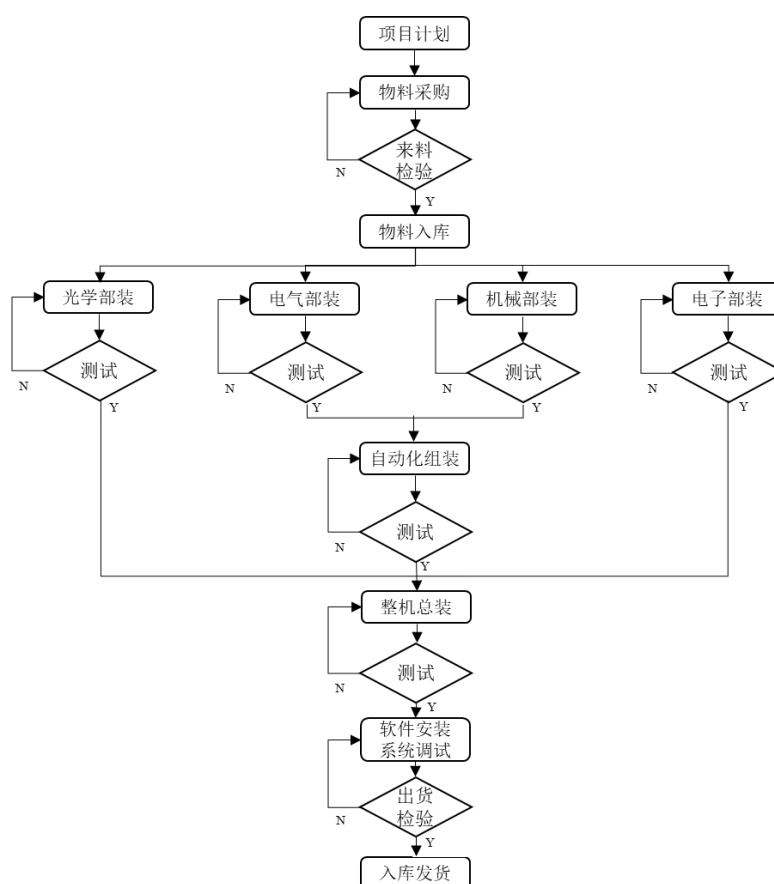 项目计划
物料采购
来料
检验
N
Y
物料入库
光学部装
电气部装
机械部装
电子部装
测试
测试
测试
测试
N
Y
N
Y
N
Y
N
Y
自动化组装
测试
N
Y
整机总装
测试
N
Y
软件安装
系统调试
出货
检验
N
Y
入库发货